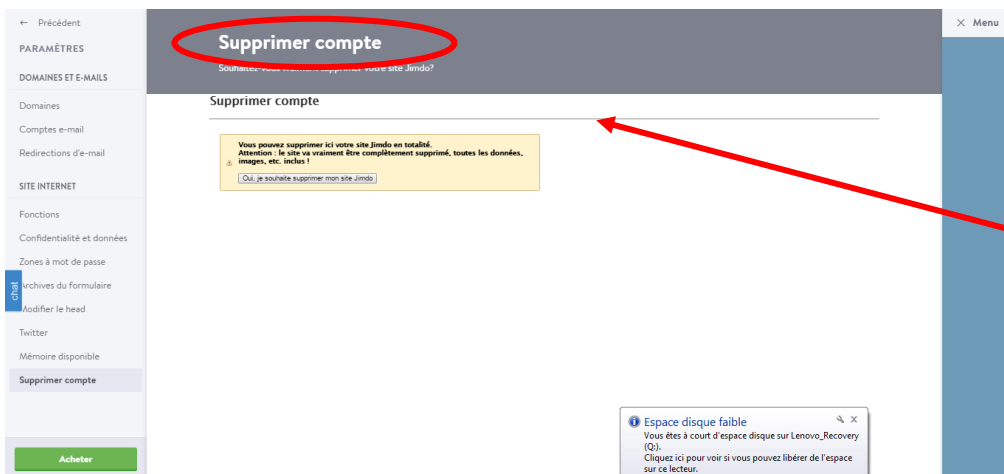 ← Précédent
PARAMÈTRES
DOMAINES ET E-MAILS
Domaines
Comptes e-mail
Redirections d'e-mail
SITE INTERNET
Fonctions
Confidentialité et données
Zones à mot de passe
Archives du formulaire
Modifier le head
Twitter
Mémoire disponible
Supprimer compte
Acheter
chat
Supprimer compte
Souhaitez-vous vraiment supprimer votre site Jimdo?
Supprimer compte
Vous pouvez supprimer ici votre site Jimdo en totalité.
Attention : le site va vraiment être complètement supprimé, toutes les données,
images, etc. inclus !
Oui, je souhaite supprimer mon site Jimdo
× Menu
Espace disque faible
Vous êtes à court d'espace disque sur Lenovo_Recovery
(Q:).
Cliquez ici pour voir si vous pouvez libérer de l'espace
sur ce lecteur.